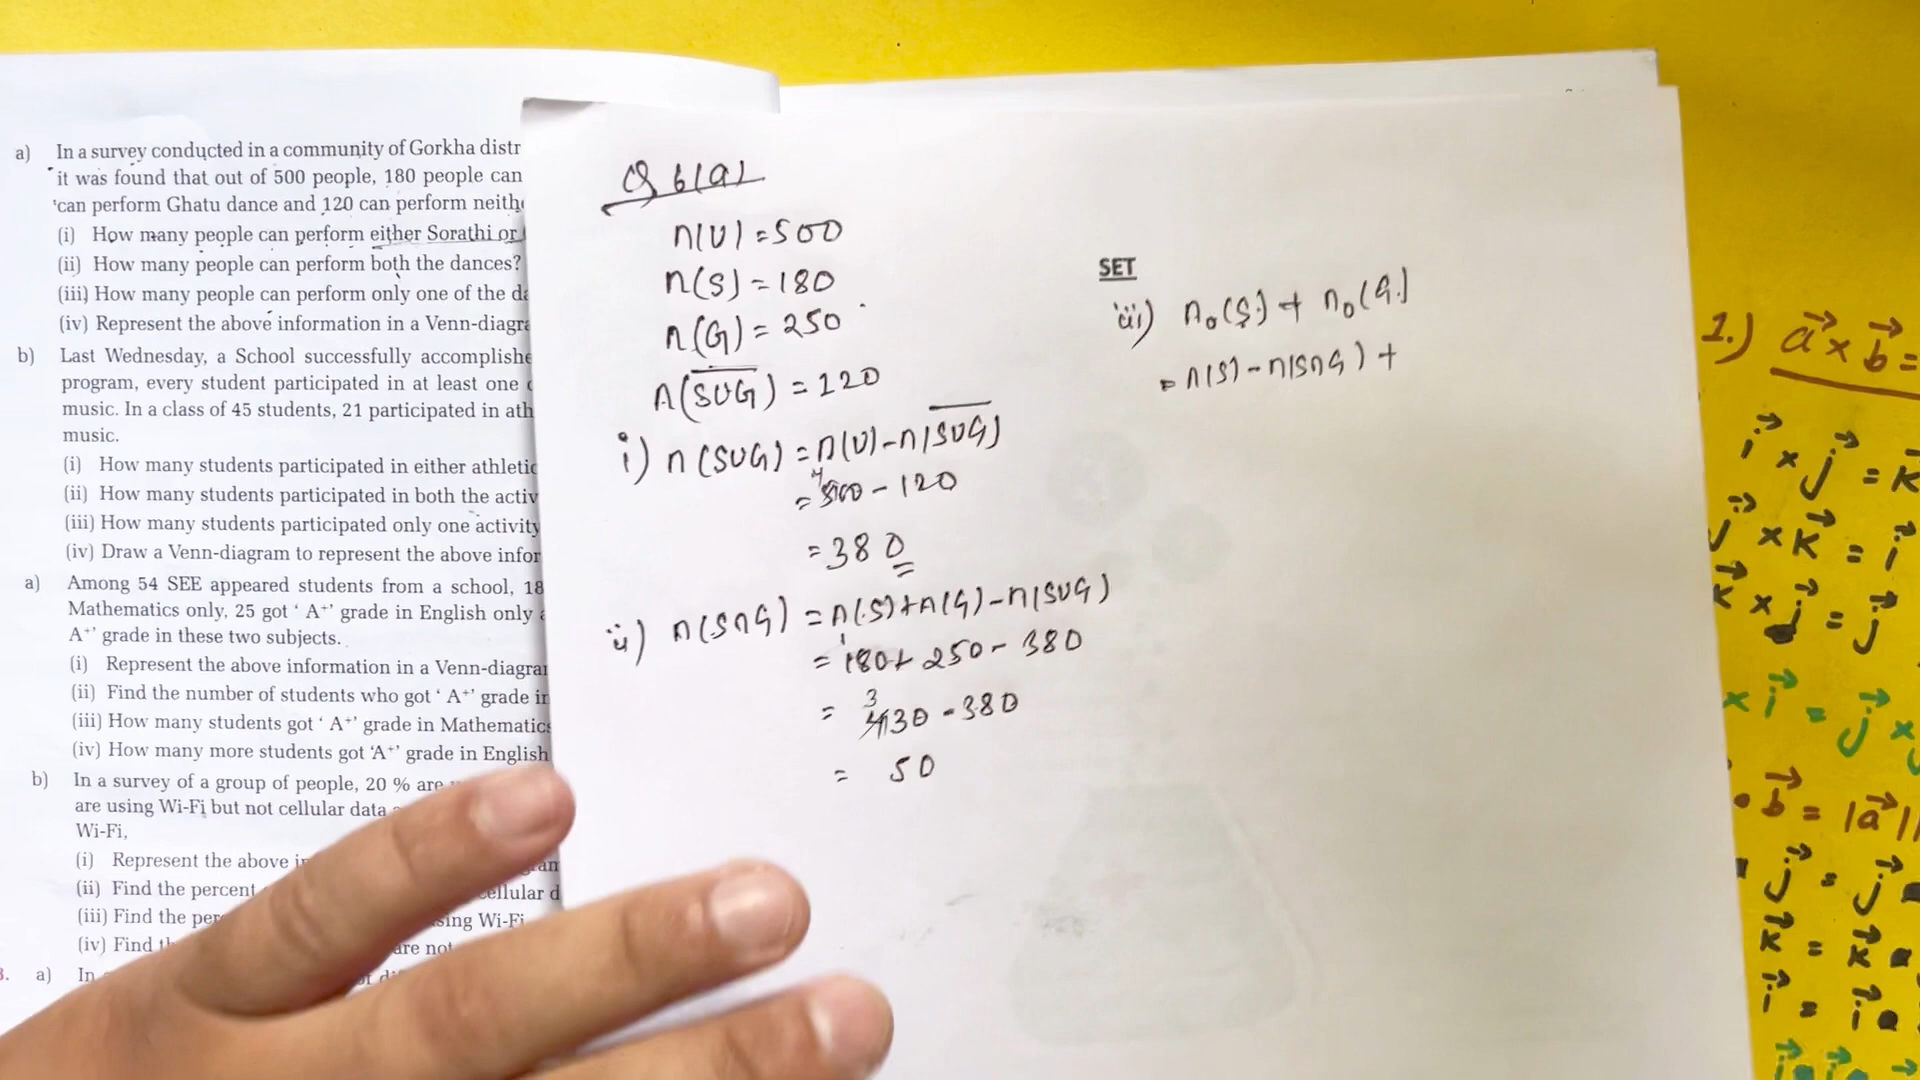 a) In a survey conducted in a community of Gorkha distr
it was found that out of 500 people, 180 people can
can perform Ghatu dance and 120 can perform neith
(i) How many people can perform either Sorathi or
(ii) How many people can perform both the dances?
(iii) How many people can perform only one of the
(iv) Represent the above information in a Venn-diagra
b) Last Wednesday, a School successfully accomplishe
program, every student participated in at least one
music. In a class of 45 students, 21 participated in ath
music.
(i) How many students participated in either athletic
(ii) How many students participated in both the activ
(iii) How many students participated only one activity
(iv) Draw a Venn-diagram to represent the above infor
a) Among 54 SEE appeared students from a school, 18
Mathematics only, 25 got ‘ A⁺’ grade in English only
A⁺’ grade in these two subjects.
(i) Represent the above information in a Venn-diagra
(ii) Find the number of students who got ‘ A⁺’ grade in
(iii) How many students got ‘ A⁺’ grade in Mathematics
(iv) How many more students got ‘A⁺’ grade in English
b) In a survey of a group of people, 20 % are
are using Wi-Fi but not cellular data
Wi-Fi,
(i) Represent the above
(ii) Find the percent ellular d
(iii) Find the per sing Wi-Fi
(iv) Find are not
a) In
Q 6(a)
n(U) = 500
n(S) = 180
n(G) = 250
n(S̅U̅G̅) = 120
i) n(SUG) = n(U) - n(S̅U̅G̅)
= 500 - 120
= 380
ii) n(S∩G) = n(S) + n(G) - n(SUG)
= 180 + 250 - 380
= 430 - 380
= 50
SET
iii) n₀(S) + n₀(G)
= n(S) - n(S∩G) +
1.) a⃗ × b⃗ =
i⃗ × j⃗ = k⃗
j⃗ × k⃗ = i⃗
k⃗ × i⃗ = j⃗
× i⃗ = j⃗ ×
• b⃗ = |a⃗||
j⃗ = j⃗ •
k⃗ = k⃗ •
i⃗ = i⃗ •